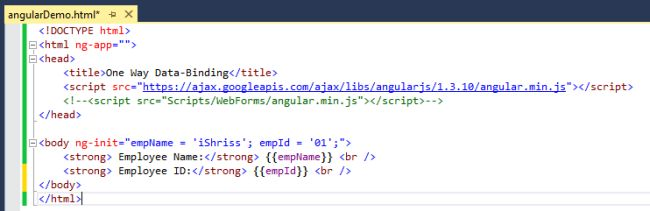 angularDemo.html*
<!DOCTYPE html>
<html ng-app="">
<head>
<title>One Way Data-Binding</title>
<script src="https://ajax.googleapis.com/ajax/libs/angularjs/1.3.10/angular.min.js"></script>
<!--<script src="Scripts/WebForms/angular.min.js"></script>-->
</head>
<body ng-init="empName = 'iShriss'; empId = '01';">
<strong> Employee Name:</strong> {{empName}} <br />
<strong> Employee ID:</strong> {{empId}} <br />
</body>
</html>